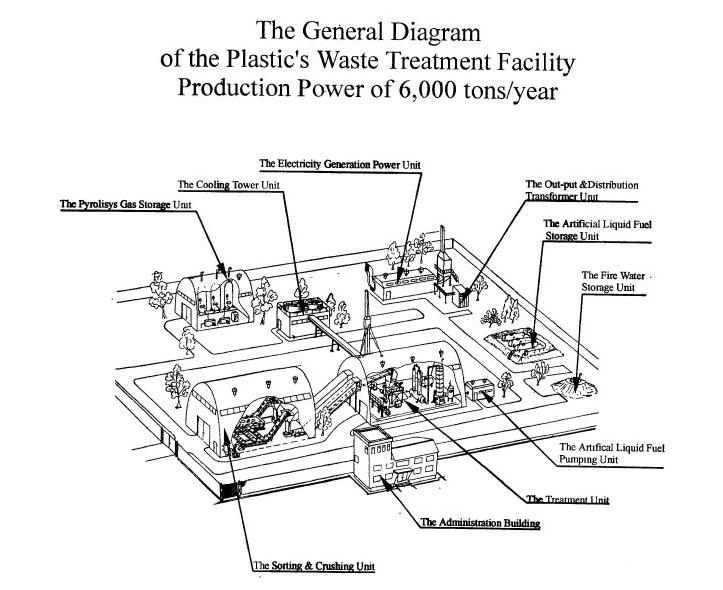 The General Diagram
of the Plastic's Waste Treatment Facility
Production Power of 6,000 tons/year
The Electricity Generation Power Unit
The Cooling Tower Unit
The Pyrolisys Gas Storage Unit
The Out-put &Distribution
Transformer Unit
The Artificial Liquid Fuel
Storage Unit
The Fire Water
Storage Unit
The Artifical Liquid Fuel
Pumping Unit
The Treatment Unit
The Administration Building
The Sorting & Crushing Unit